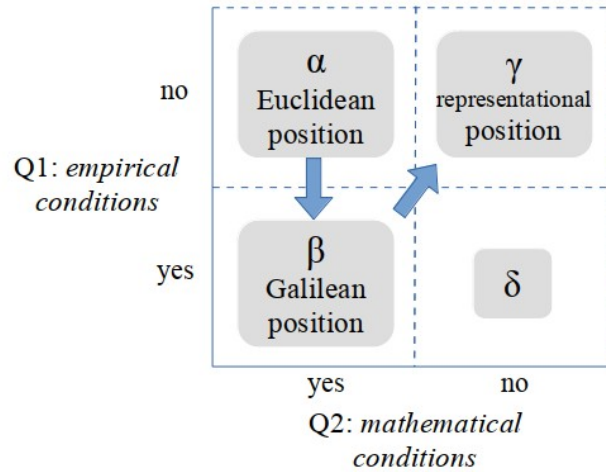 no
α
Euclidean
position
γ
representational
position
Q1: empirical
conditions
yes
β
Galilean
position
δ
yes
no
Q2: mathematical
conditions